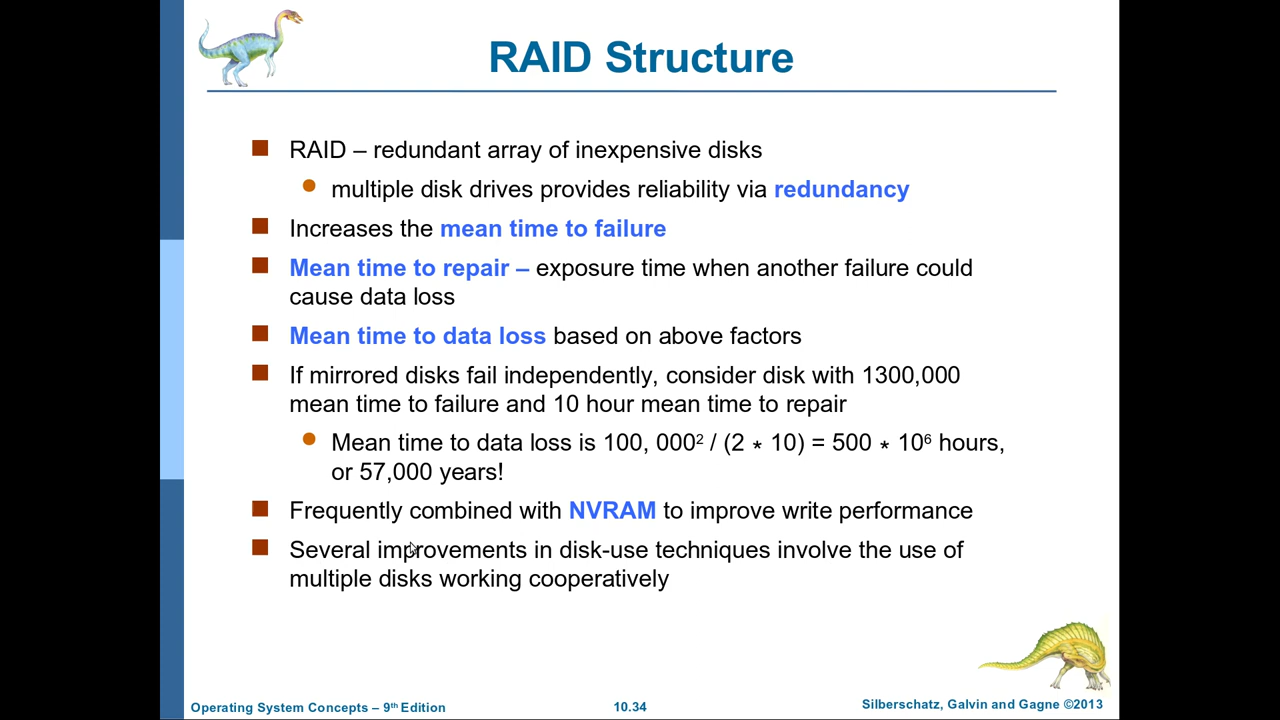 RAID Structure
RAID – redundant array of inexpensive disks
multiple disk drives provides reliability via redundancy
Increases the mean time to failure
Mean time to repair – exposure time when another failure could
cause data loss
Mean time to data loss based on above factors
If mirrored disks fail independently, consider disk with 1300,000
mean time to failure and 10 hour mean time to repair
Mean time to data loss is 100, 000² / (2 ∗ 10) = 500 ∗ 10⁶ hours,
or 57,000 years!
Frequently combined with NVRAM to improve write performance
Several improvements in disk-use techniques involve the use of
multiple disks working cooperatively
Operating System Concepts – 9th Edition
10.34
Silberschatz, Galvin and Gagne ©2013